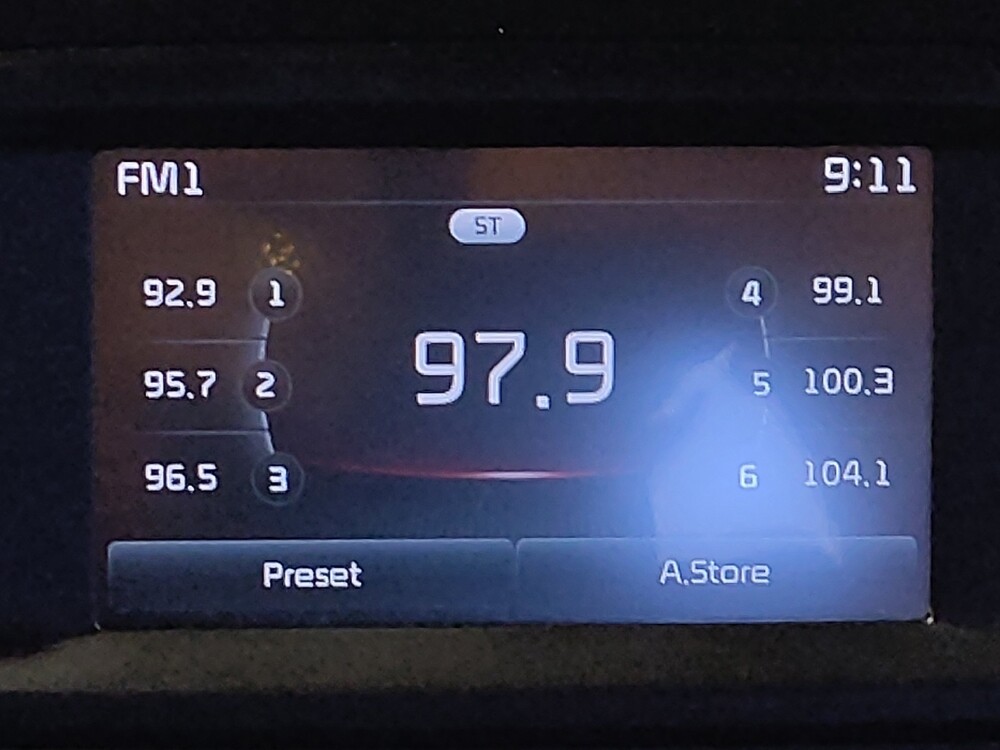 FM1 9:11
ST
92.9 1 4 99.1
97.9
95.7 2 5 100.3
96.5 3 6 104.1
Preset A.Store